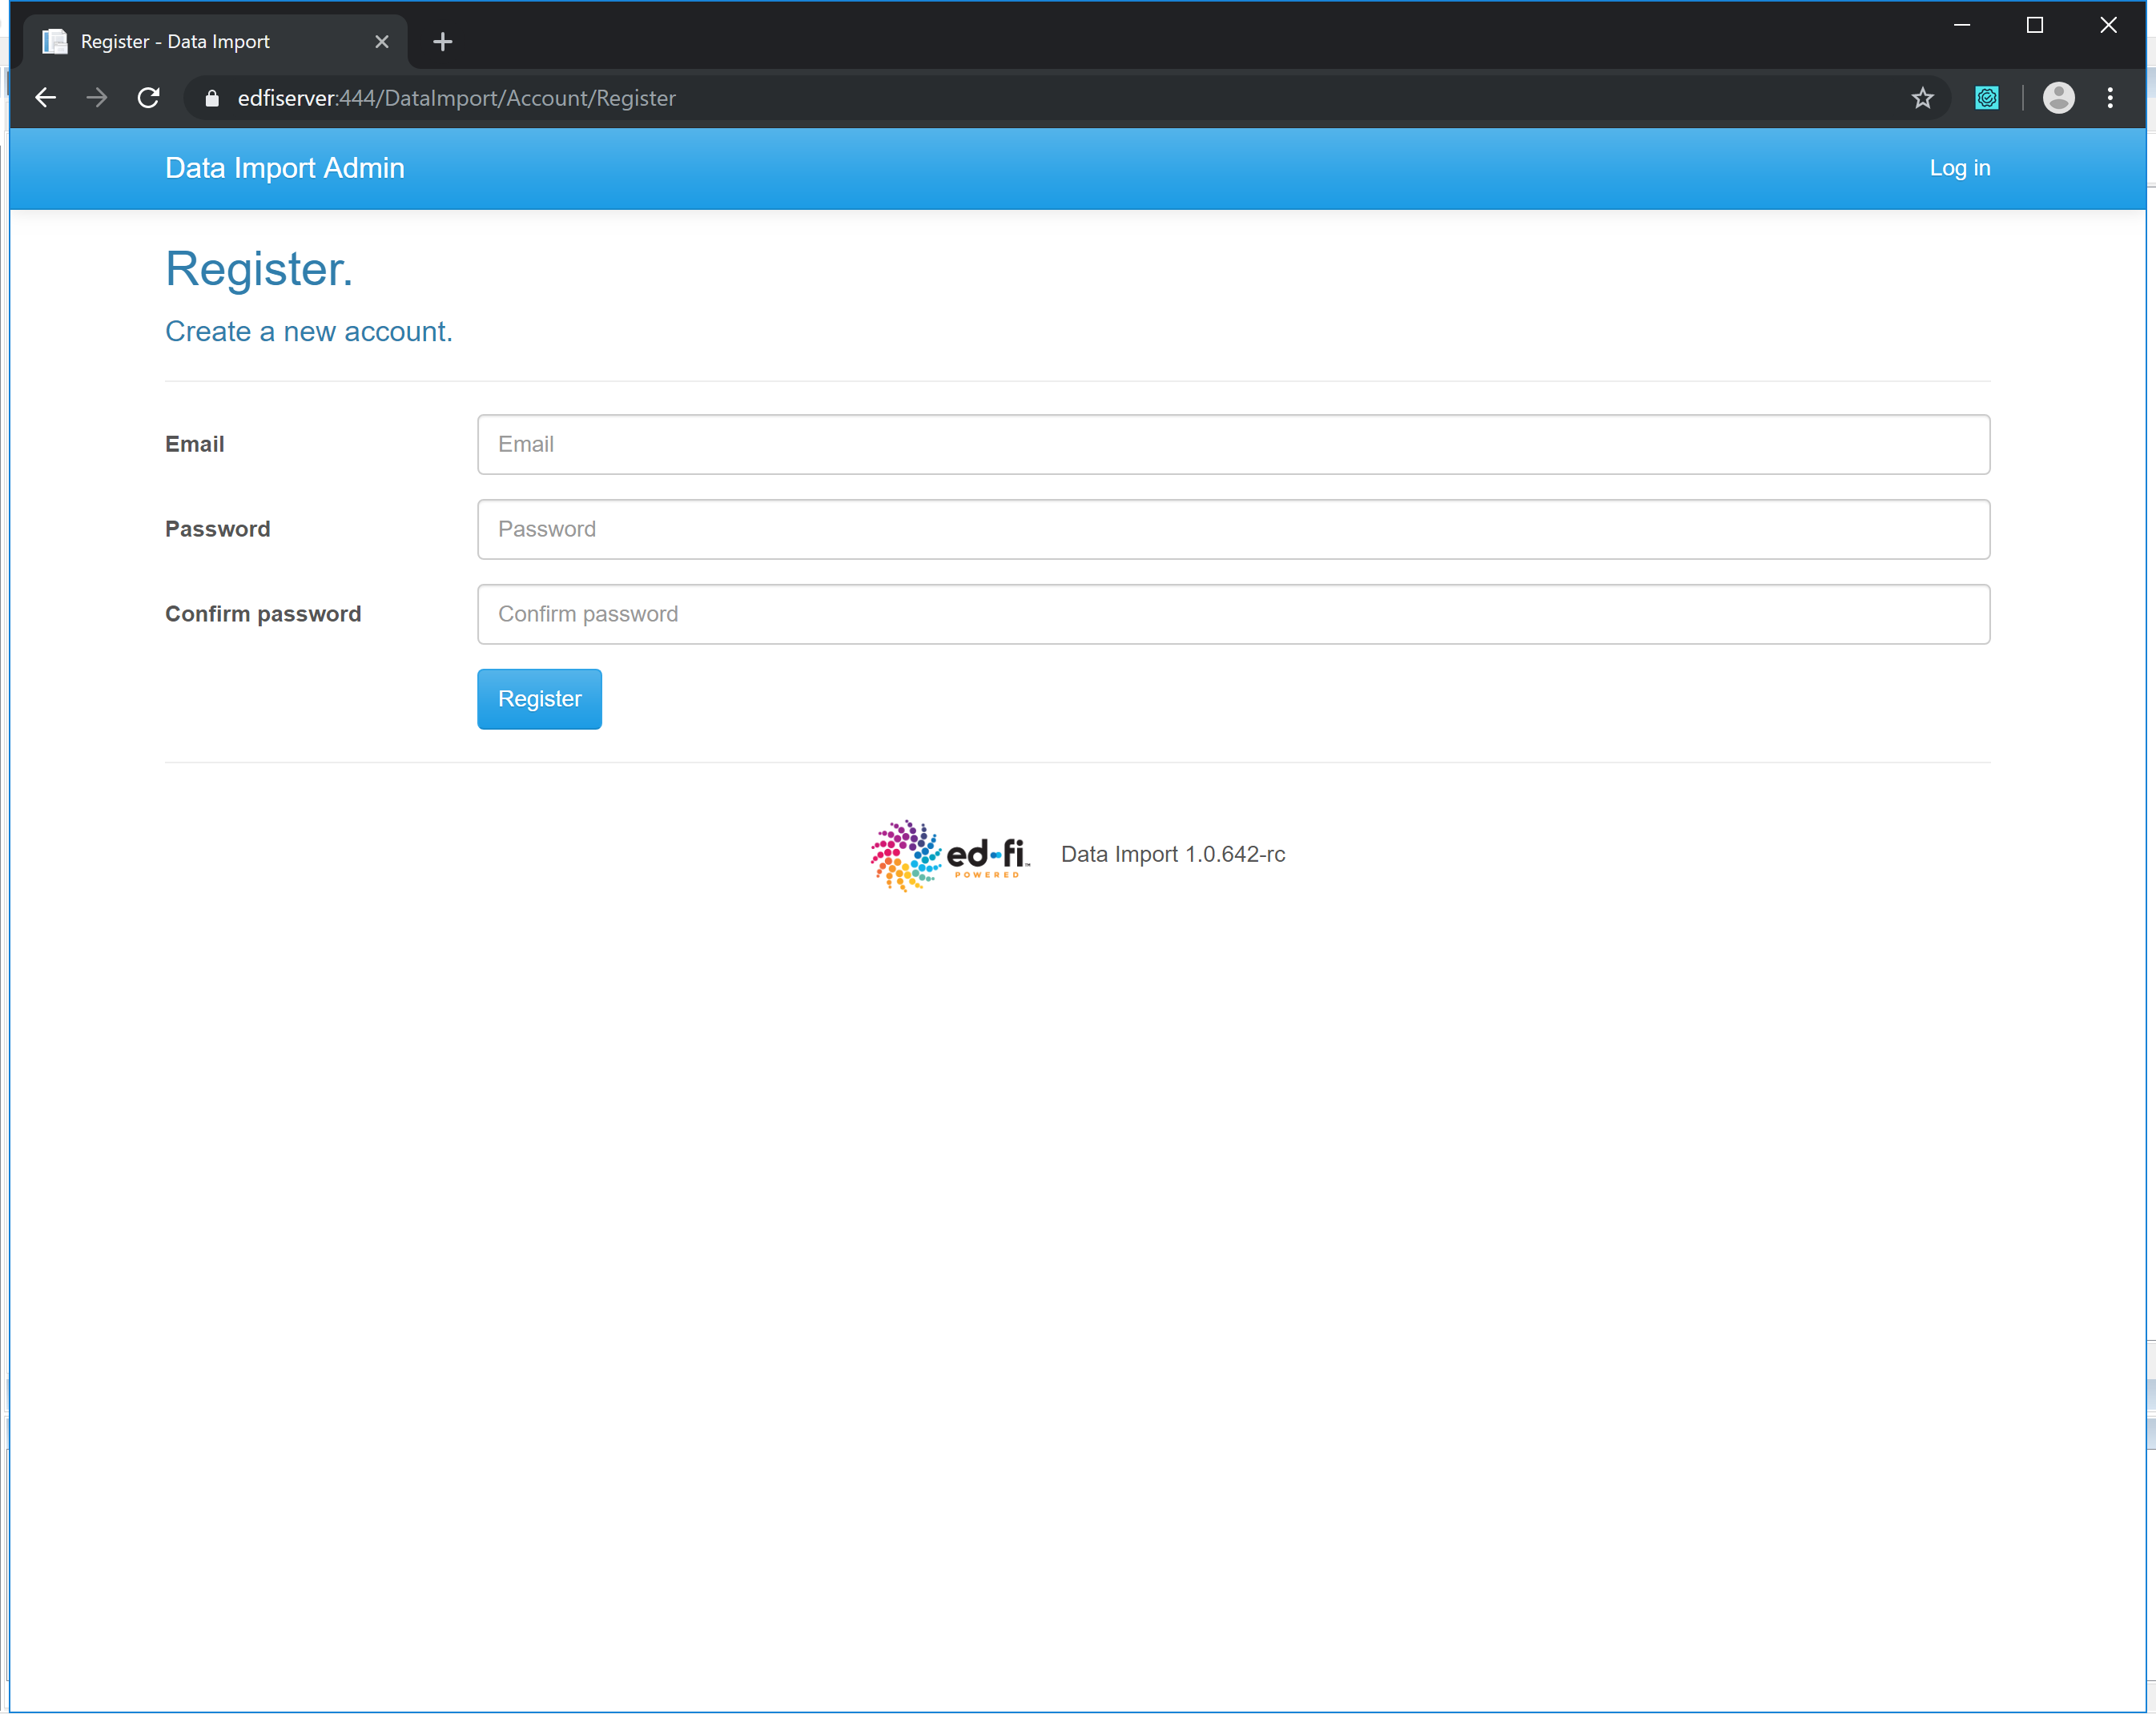 Register - Data Import
edfiserver:444/DataImport/Account/Register
Data Import Admin
Log in
Register.
Create a new account.
Email
Email
Password
Password
Confirm password
Confirm password
Register
ed-fi™
POWERED
Data Import 1.0.642-rc